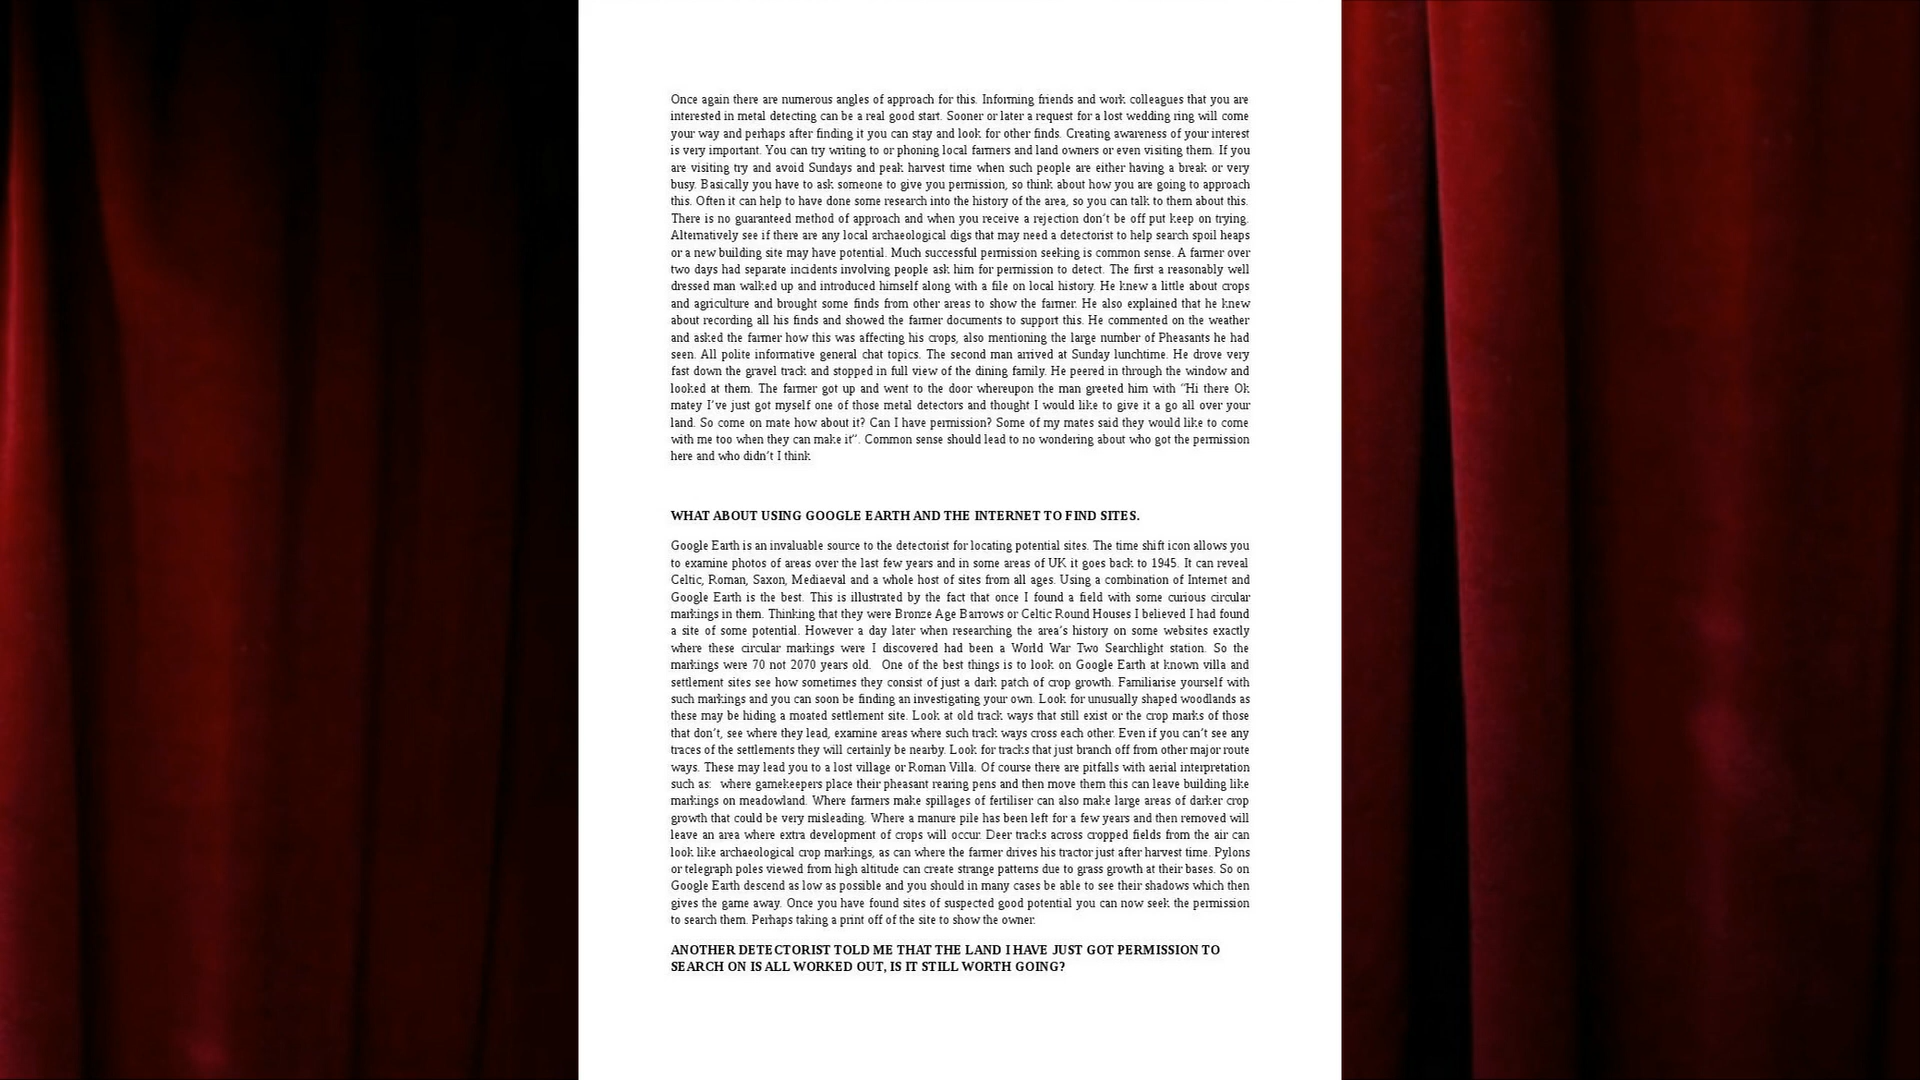 Once again there are numerous angles of approach for this. Informing friends and work colleagues that you are
interested in metal detecting can be a real good start. Sooner or later a request for a lost wedding ring will come
your way and perhaps after finding it you can stay and look for other finds. Creating awareness of your interest
is very important. You can try writing to or phoning local farmers and land owners or even visiting them. If you
are visiting try and avoid Sundays and peak harvest time when such people are either having a break or very
busy. Basically you have to ask someone to give you permission, so think about how you are going to approach
this. Often it can help to have done some research into the history of the area, so you can talk to them about this.
There is no guaranteed method of approach and when you receive a rejection don't be off put keep on trying.
Alternatively see if there are any local archaeological digs that may need a detectorist to help search spoil heaps
or a new building site may have potential. Much successful permission seeking is common sense. A farmer over
two days had separate incidents involving people ask him for permission to detect. The first a reasonably well
dressed man walked up and introduced himself along with a file on local history. He knew a little about crops
and agriculture and brought some finds from other areas to show the farmer. He also explained that he knew
about recording all his finds and showed the farmer documents to support this. He commented on the weather
and asked the farmer how this was affecting his crops, also mentioning the large number of Pheasants he had
seen. All polite informative general chat topics. The second man arrived at Sunday lunchtime. He drove very
fast down the gravel track and stopped in full view of the dining family. He peered in through the window and
looked at them. The farmer got up and went to the door whereupon the man greeted him with "Hi there Ok
matey I've just got myself one of those metal detectors and thought I would like to give it a go all over your
land. So come on mate how about it? Can I have permission? Some of my mates said they would like to come
with me too when they can make it". Common sense should lead to no wondering about who got the permission
here and who didn't I think
WHAT ABOUT USING GOOGLE EARTH AND THE INTERNET TO FIND SITES.
Google Earth is an invaluable source to the detectorist for locating potential sites. The time shift icon allows you
to examine photos of areas over the last few years and in some areas of UK it goes back to 1945. It can reveal
Celtic, Roman, Saxon, Mediaeval and a whole host of sites from all ages. Using a combination of Internet and
Google Earth is the best. This is illustrated by the fact that once I found a field with some curious circular
markings in them. Thinking that they were Bronze Age Barrows or Celtic Round Houses I believed I had found
a site of some potential. However a day later when researching the area's history on some websites exactly
where these circular markings were I discovered had been a World War Two Searchlight station. So the
markings were 70 not 2070 years old.  One of the best things is to look on Google Earth at known villa and
settlement sites see how sometimes they consist of just a dark patch of crop growth. Familiarise yourself with
such markings and you can soon be finding an investigating your own. Look for unusually shaped woodlands as
these may be hiding a moated settlement site. Look at old track ways that still exist or the crop marks of those
that don't, see where they lead, examine areas where such track ways cross each other. Even if you can't see any
traces of the settlements they will certainly be nearby. Look for tracks that just branch off from other major route
ways. These may lead you to a lost village or Roman Villa. Of course there are pitfalls with aerial interpretation
such as:  where gamekeepers place their pheasant rearing pens and then move them this can leave building like
markings on meadowland. Where farmers make spillages of fertiliser can also make large areas of darker crop
growth that could be very misleading. Where a manure pile has been left for a few years and then removed will
leave an area where extra development of crops will occur. Deer tracks across cropped fields from the air can
look like archaeological crop markings, as can where the farmer drives his tractor just after harvest time. Pylons
or telegraph poles viewed from high altitude can create strange patterns due to grass growth at their bases. So on
Google Earth descend as low as possible and you should in many cases be able to see their shadows which then
gives the game away. Once you have found sites of suspected good potential you can now seek the permission
to search them. Perhaps taking a print off of the site to show the owner.
ANOTHER DETECTORIST TOLD ME THAT THE LAND I HAVE JUST GOT PERMISSION TO
SEARCH ON IS ALL WORKED OUT, IS IT STILL WORTH GOING?